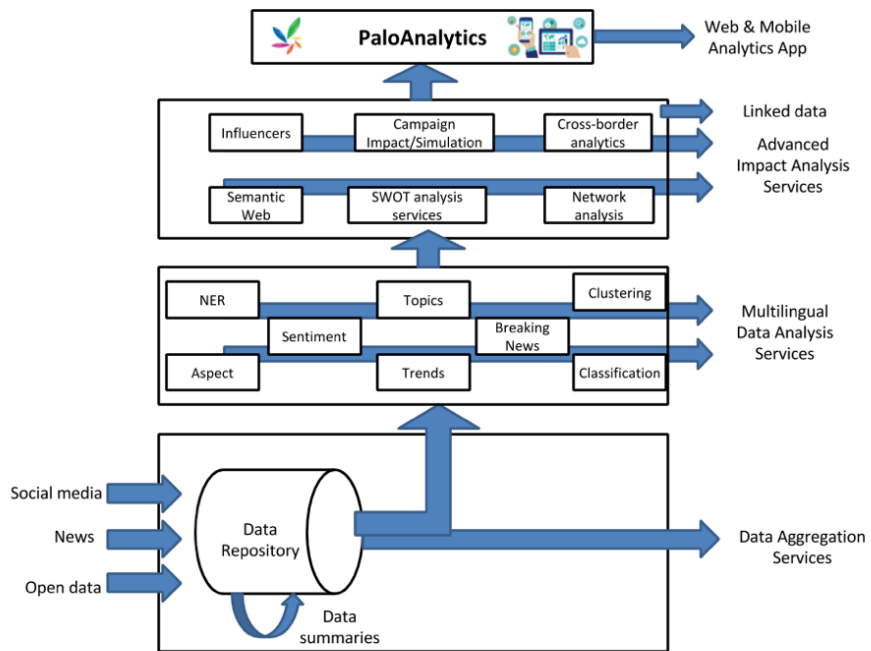 PaloAnalytics
Web & Mobile
Analytics App
Linked data
Influencers
Campaign
Impact/Simulation
Cross-border
analytics
Advanced
Impact Analysis
Services
Semantic
Web
SWOT analysis
services
Network
analysis
NER
Topics
Clustering
Sentiment
Breaking
News
Multilingual
Data Analysis
Services
Aspect
Trends
Classification
Social media
News
Open data
Data
Repository
Data Aggregation
Services
Data
summaries